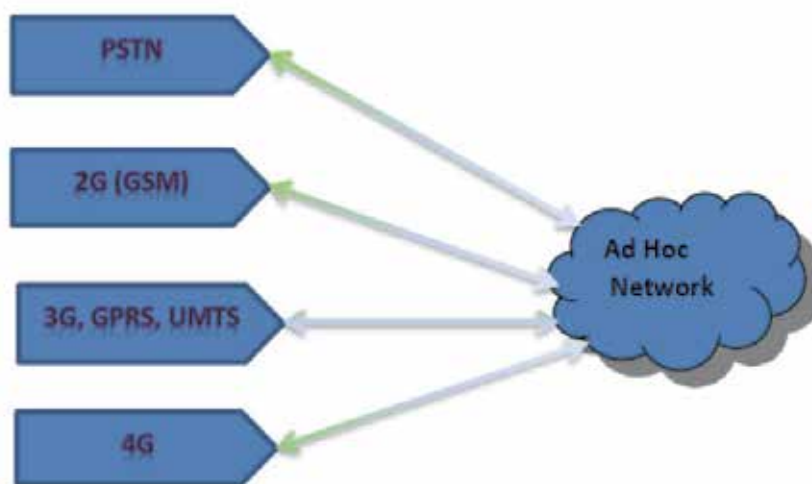 PSTN
2G (GSM)
3G, GPRS, UMTS
4G
Ad Hoc
Network